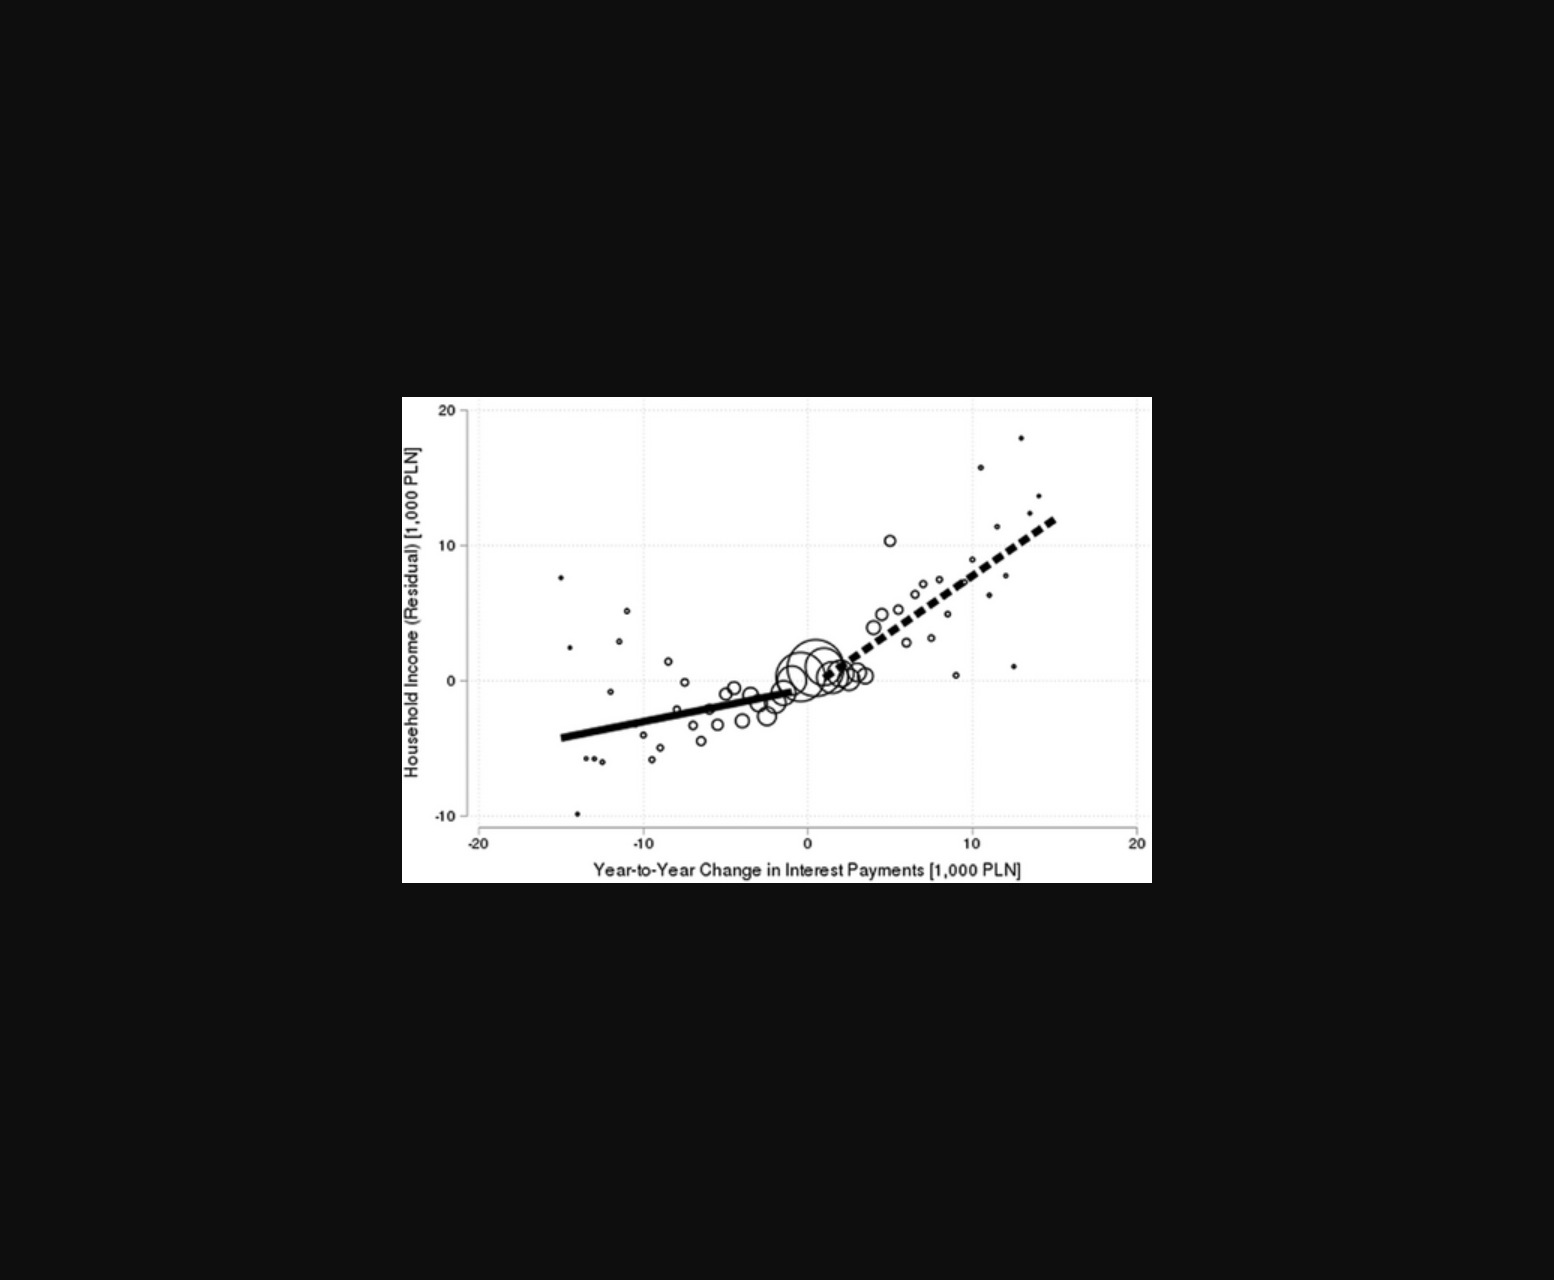 Household Income (Residual) [1,000 PLN]
20
10
0
-10
-20 -10 0 10 20
Year-to-Year Change in Interest Payments [1,000 PLN]